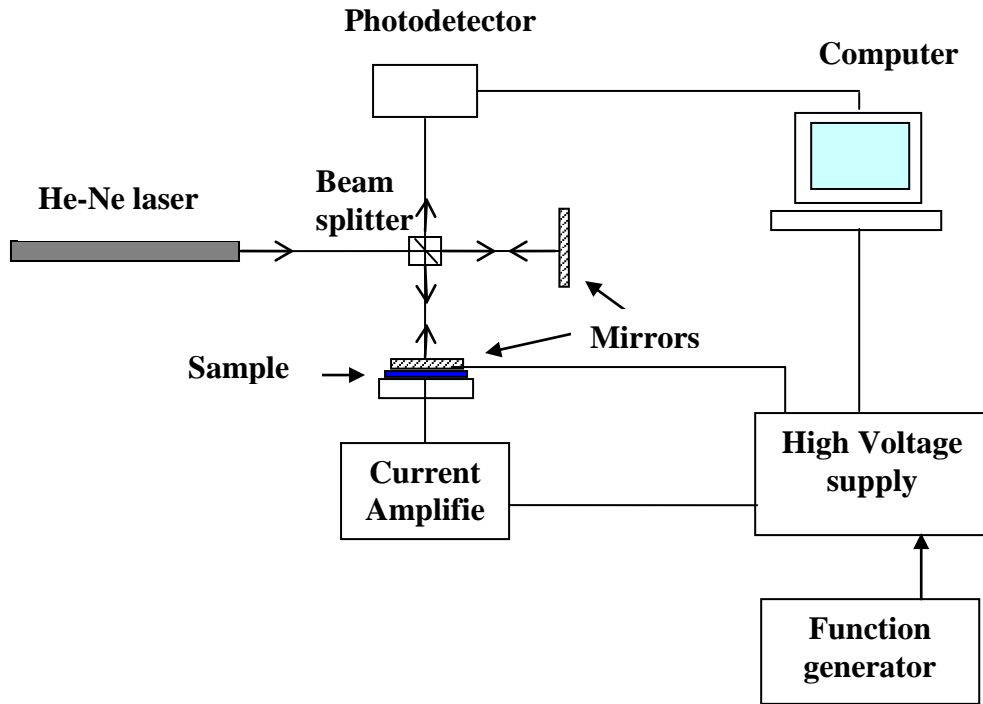 Photodetector
Computer
He-Ne laser
Beam
splitter
Mirrors
Sample
High Voltage
supply
Current
Amplifie
Function
generator